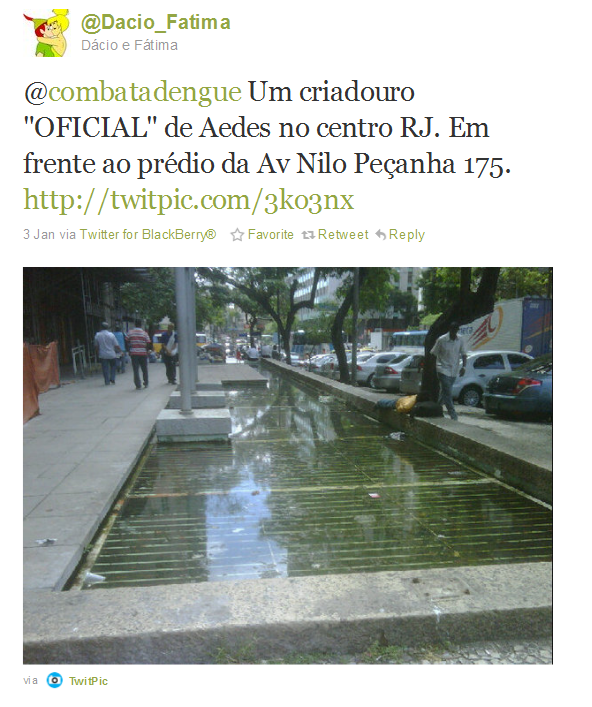 @Dacio_Fatima
Dácio e Fátima
@combatadengue Um criadouro
"OFICIAL" de Aedes no centro RJ. Em
frente ao prédio da Av Nilo Peçanha 175.
http://twitpic.com/3ko3nx
3 Jan via Twitter for BlackBerry® Favorite Retweet Reply
via TwitPic